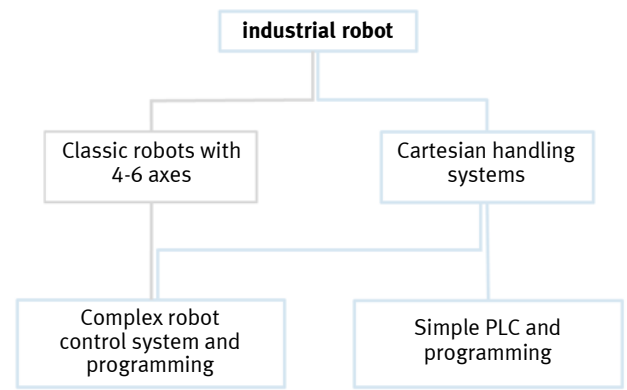 industrial robot
Classic robots with
4-6 axes
Cartesian handling
systems
Complex robot
control system and
programming
Simple PLC and
programming